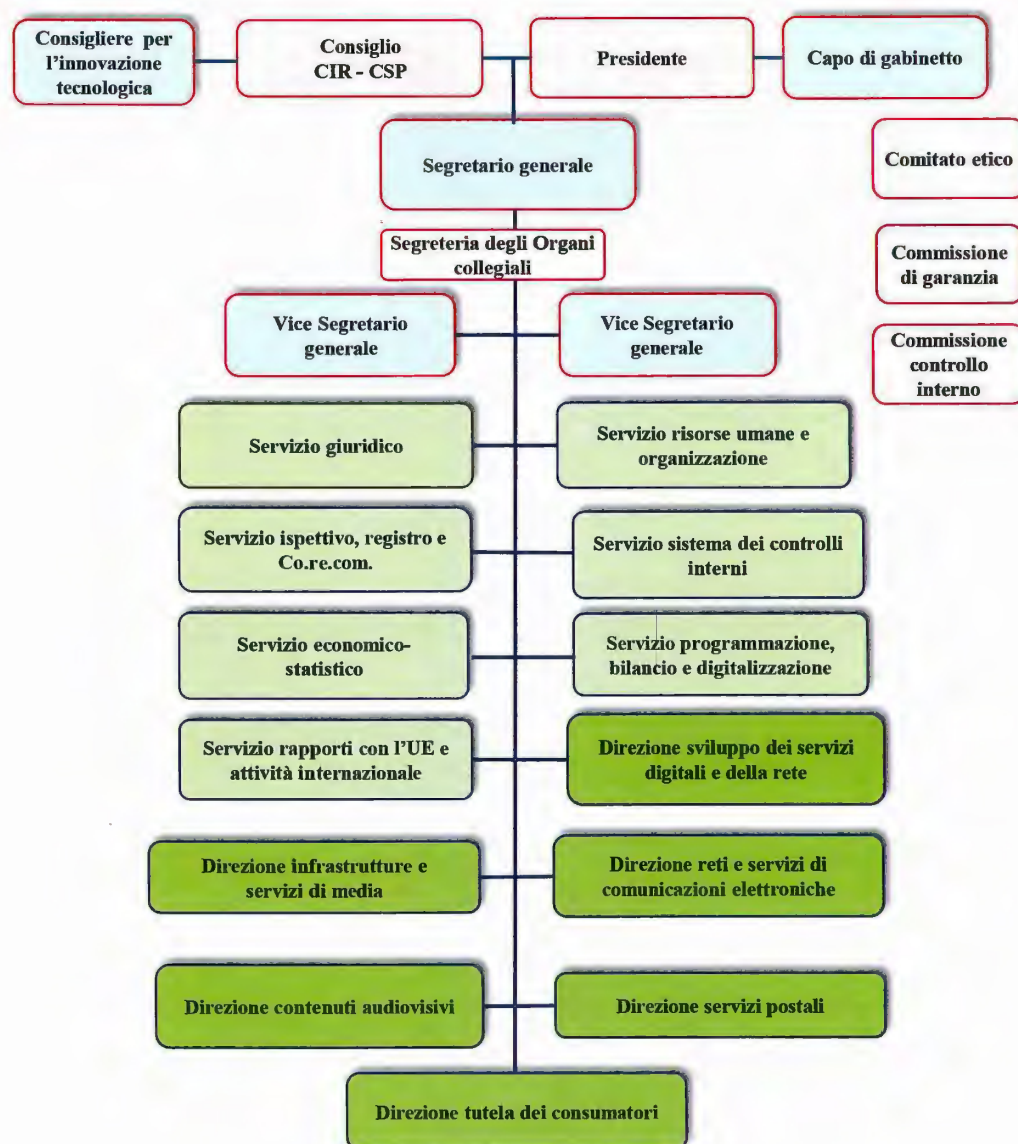 Consigliere per
l'innovazione
tecnologica
Consiglio
CIR - CSP
Presidente
Capo di gabinetto
Segretario generale
Comitato etico
Segreteria degli Organi
collegiali
Commissione
di garanzia
Vice Segretario
generale
Vice Segretario
generale
Commissione
controllo
interno
Servizio giuridico
Servizio risorse umane e
organizzazione
Servizio ispettivo, registro e
Co.re.com.
Servizio sistema dei controlli
interni
Servizio economico-
statistico
Servizio programmazione,
bilancio e digitalizzazione
Servizio rapporti con l'UE e
attività internazionale
Direzione sviluppo dei servizi
digitali e della rete
Direzione infrastrutture e
servizi di media
Direzione reti e servizi di
comunicazioni elettroniche
Direzione contenuti audiovisivi
Direzione servizi postali
Direzione tutela dei consumatori